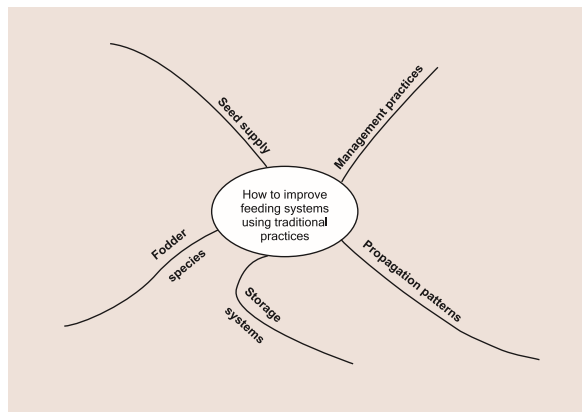 Seed supply
Management practices
How to improve
feeding systems
using traditional
practices
Fodder
species
Storage
systems
Propagation patterns